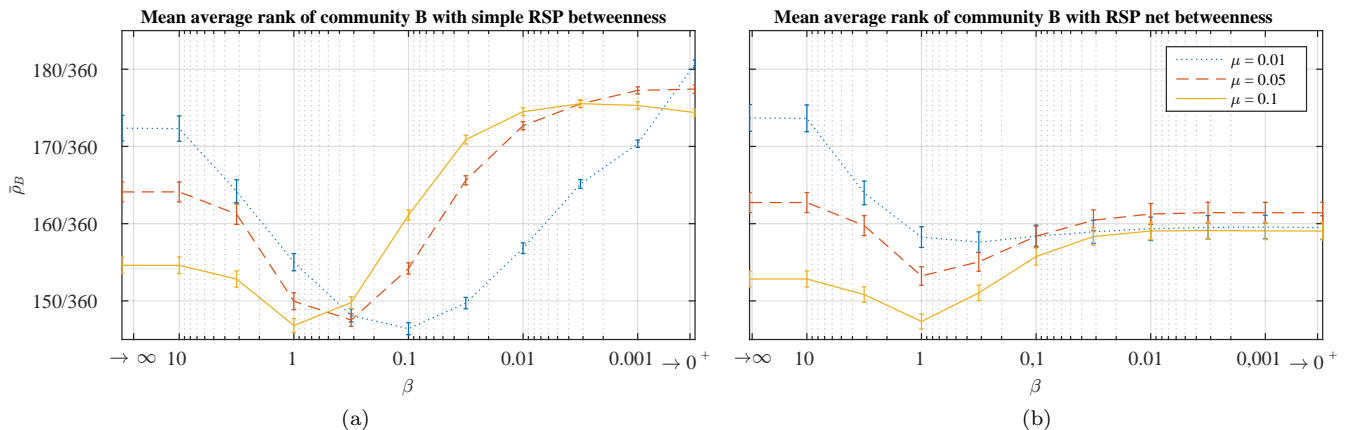 Mean average rank of community B with simple RSP betweenness
180/360
170/360
160/360
150/360
ρ̄_B
→ ∞ 10 1 0.1 0.01 0.001 → 0⁺
β
(a)
Mean average rank of community B with RSP net betweenness
μ = 0.01
μ = 0.05
μ = 0.1
→∞ 10 1 0,1 0.01 0,001 → 0⁺
β
(b)